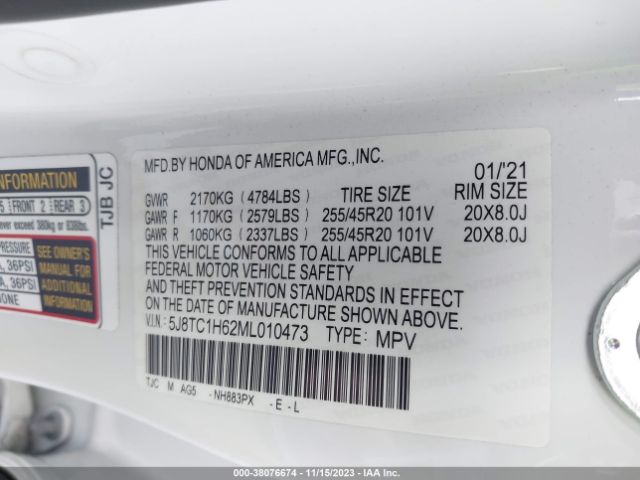 MFD.BY HONDA OF AMERICA MFG.,INC.
01/'21
GVWR 2170KG (4784LBS) TIRE SIZE RIM SIZE
GAWR F 1170KG (2579LBS) 255/45R20 101V 20X8.0J
GAWR R 1060KG (2337LBS) 255/45R20 101V 20X8.0J
THIS VEHICLE CONFORMS TO ALL APPLICABLE
FEDERAL MOTOR VEHICLE SAFETY
AND THEFT PREVENTION STANDARDS IN EFFECT
ON THE DATE OF MANUFACTURE SHOWN ABOVE.
V.I.N.: 5J8TC1H62ML010473 TYPE: MPV
TJC M AG5 -NH883PX -E-L
INFORMATION
5 FRONT 2 REAR 3
never exceed 380kg or 838lbs.
PRESSURE
36PSI
36PSI
NONE
SEE OWNER'S
MANUAL FOR
ADDITIONAL
INFORMATION
TJB JC
000-38076674 - 11/15/2023 - IAA Inc.